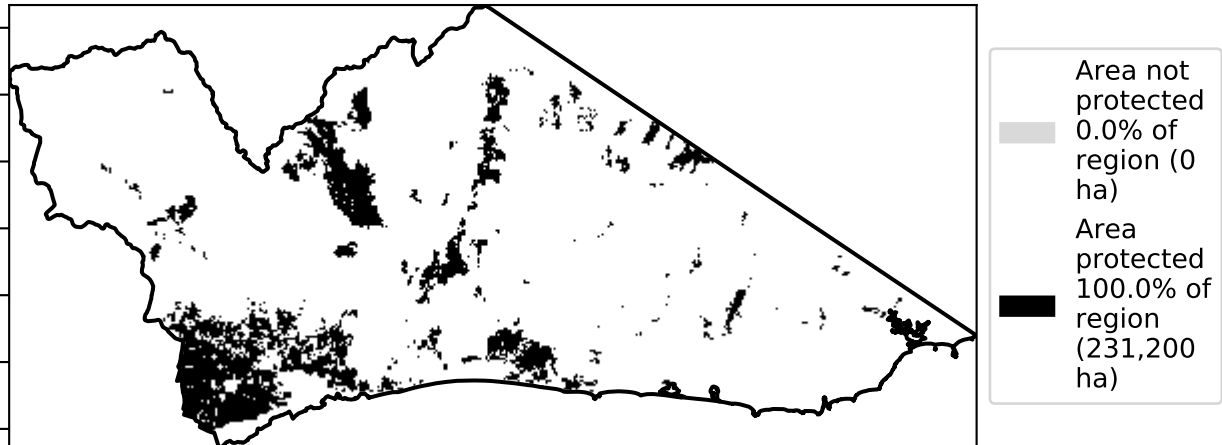 Area not
protected
0.0% of
region (0
ha)
Area
protected
100.0% of
region
(231,200
ha)